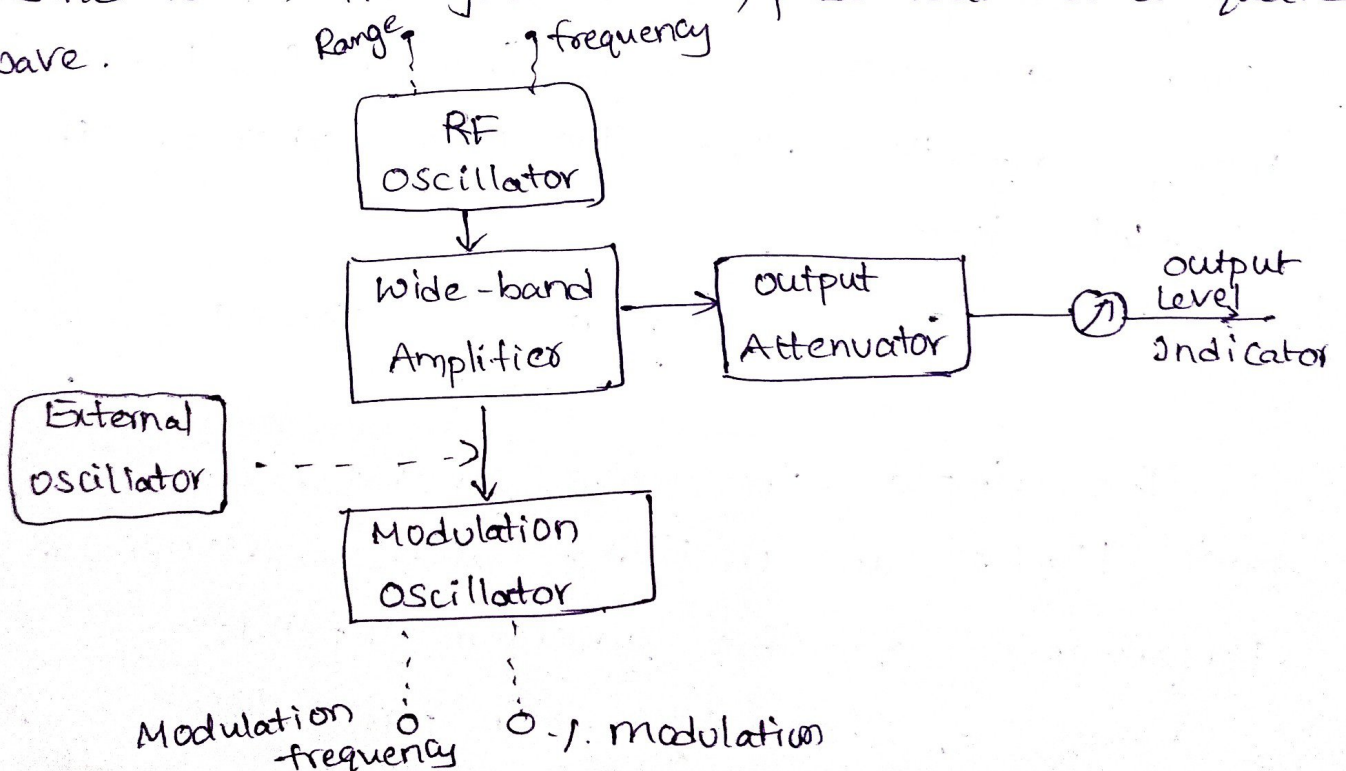 wave.
Range
frequency
RF
Oscillator
Wide-band
Amplifier
output
Attenuator
output
Level
Indicator
External
oscillator
Modulation
Oscillator
Modulation
frequency
% modulation